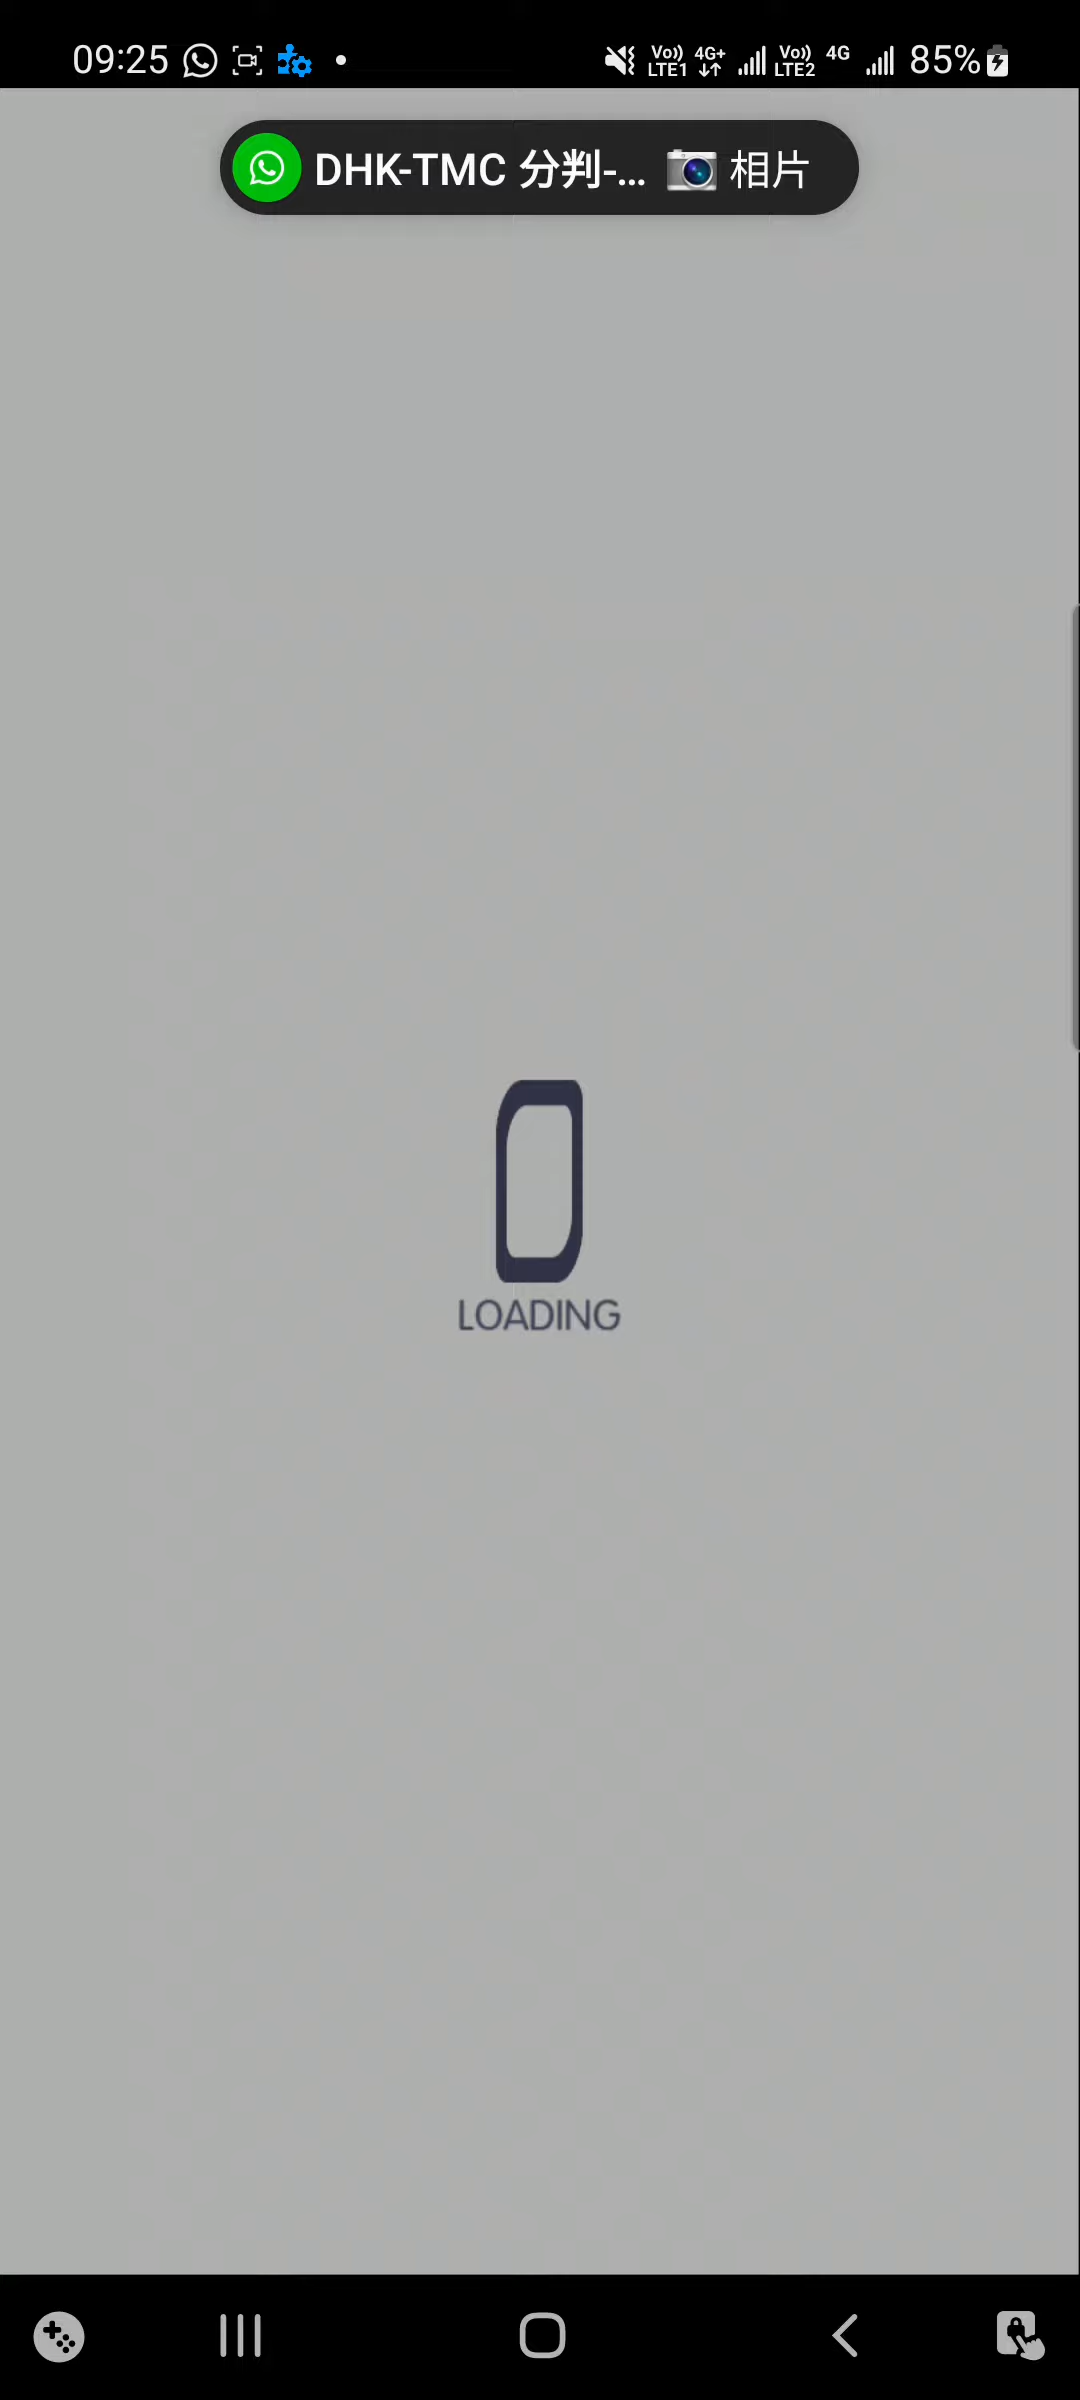 09:25 Vo)) LTE1 4G+ Vo)) LTE2 4G 85%
DHK-TMC 分判-... 相片
LOADING